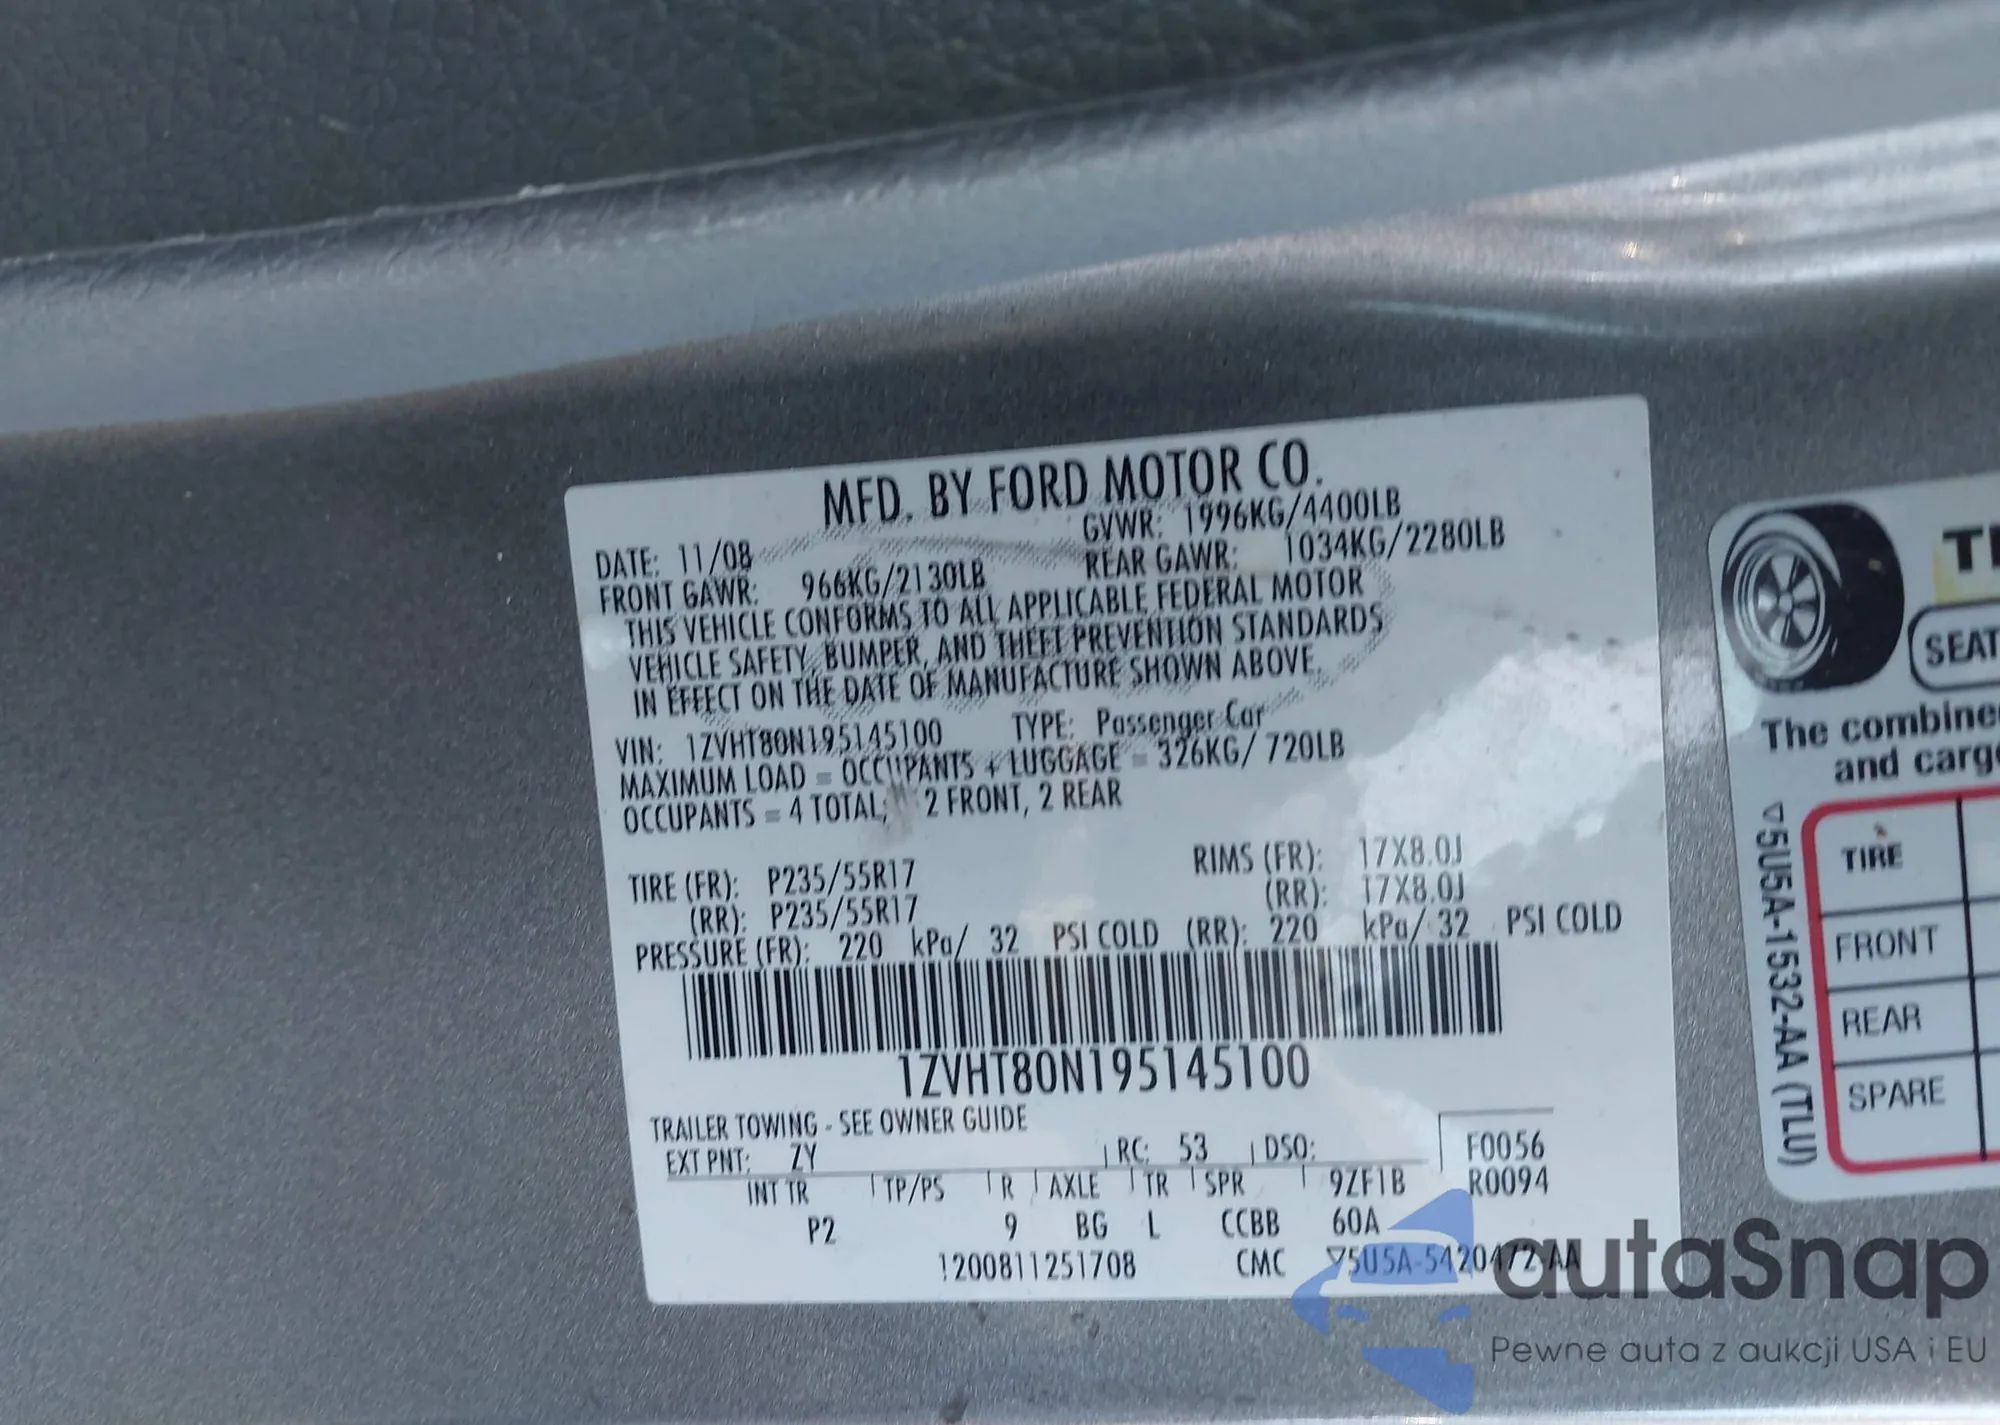 MFD. BY FORD MOTOR CO.
DATE: 11/08 GVWR: 1996KG/4400LB
FRONT GAWR: 966KG/2130LB REAR GAWR: 1034KG/2280LB
THIS VEHICLE CONFORMS TO ALL APPLICABLE FEDERAL MOTOR
VEHICLE SAFETY, BUMPER, AND THEFT PREVENTION STANDARDS
IN EFFECT ON THE DATE OF MANUFACTURE SHOWN ABOVE.
VIN: 1ZVHT80N195145100 TYPE: Passenger Car
MAXIMUM LOAD = OCCUPANTS + LUGGAGE = 326KG/ 720LB
OCCUPANTS = 4 TOTAL, 2 FRONT, 2 REAR
TIRE (FR): P235/55R17 RIMS (FR): 17X8.0J
(RR): P235/55R17 (RR): 17X8.0J
PRESSURE (FR): 220 kPa/ 32 PSI COLD (RR): 220 kPa/ 32 PSI COLD
1ZVHT80N195145100
TRAILER TOWING - SEE OWNER GUIDE
EXT PNT: ZY RC: 53 DSO: F0056
INT TR TP/PS R AXLE TR SPR 9ZF1B R0094
P2 9 BG L CCBB 60A
1200811251708 CMC ▽5U5A-5420472-AA
SEAT
The combine
and carg
▽5U5A-1532-AA (TLU)
TIRE
FRONT
REAR
SPARE
autaSnap
Pewne auta z aukcji USA i EU